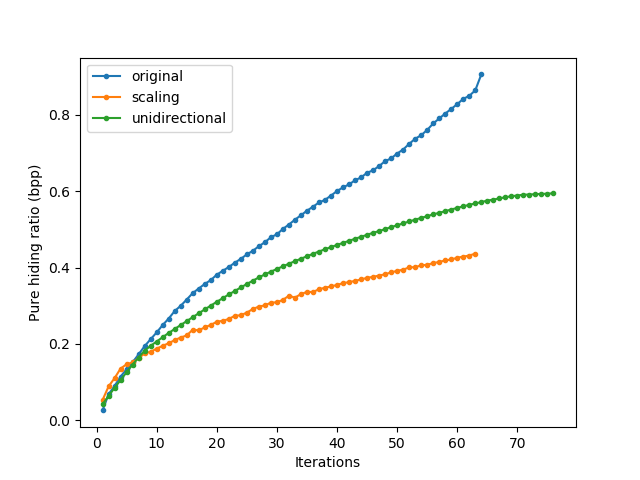 original
scaling
unidirectional
0.8
0.6
0.4
0.2
0.0
Pure hiding ratio (bpp)
0 10 20 30 40 50 60 70
Iterations